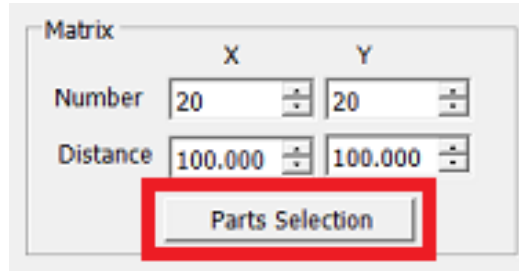 Matrix
X Y
Number 20 20
Distance 100.000 100.000
Parts Selection